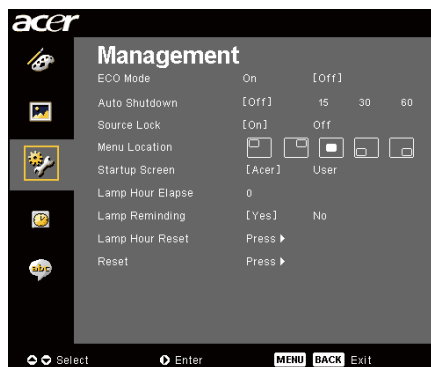 acer
Management
ECO Mode On [Off]
Auto Shutdown [Off] 15 30 60
Source Lock [On] Off
Menu Location
Startup Screen [Acer] User
Lamp Hour Elapse 0
Lamp Reminding [Yes] No
Lamp Hour Reset Press
Reset Press
abc
Select Enter MENU BACK Exit